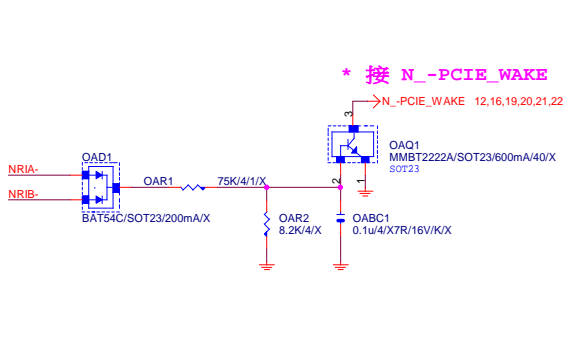 * 接 N_-PCIE_WAKE
N_-PCIE_WAKE 12,16,19,20,21,22
3
OAQ1
MMBT2222A/SOT23/600mA/40/X
SOT23
2
1
OAD1
NRIA-
NRIB-
BAT54C/SOT23/200mA/X
OAR1
75K/4/1/X
OAR2
8.2K/4/X
OABC1
0.1u/4/X7R/16V/K/X